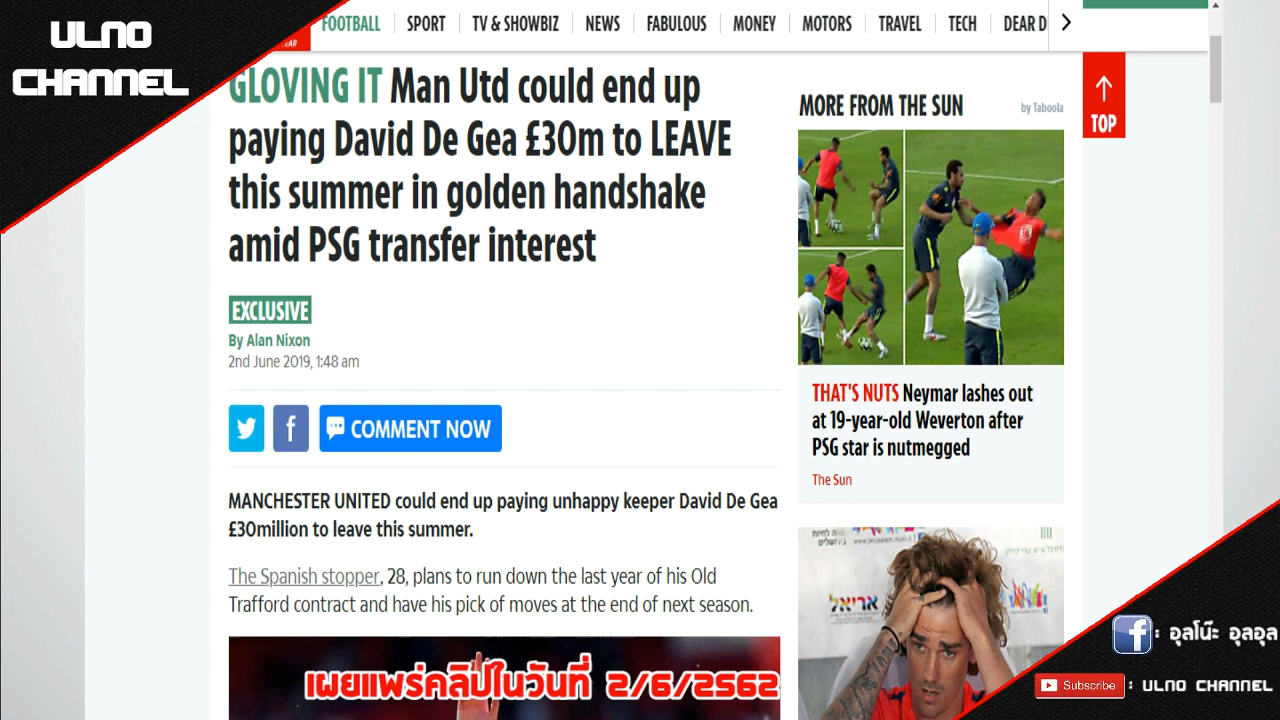 ULNO
CHANNEL
FOOTBALL
SPORT
TV & SHOWBIZ
NEWS
FABULOUS
MONEY
MOTORS
TRAVEL
TECH
DEAR D
GLOVING IT Man Utd could end up
paying David De Gea £30m to LEAVE
this summer in golden handshake
amid PSG transfer interest
EXCLUSIVE
By Alan Nixon
2nd June 2019, 1:48 am
COMMENT NOW
MANCHESTER UNITED could end up paying unhappy keeper David De Gea
£30million to leave this summer.
The Spanish stopper, 28, plans to run down the last year of his Old
Trafford contract and have his pick of moves at the end of next season.
เผยแพร่คลิปในวันที่ 2/6/2562
MORE FROM THE SUN
by Taboola
TOP
THAT'S NUTS Neymar lashes out
at 19-year-old Weverton after
PSG star is nutmegged
The Sun
אריאל
: อุลโน๊ะ อุลอุล
Subscribe : ULNO CHANNEL